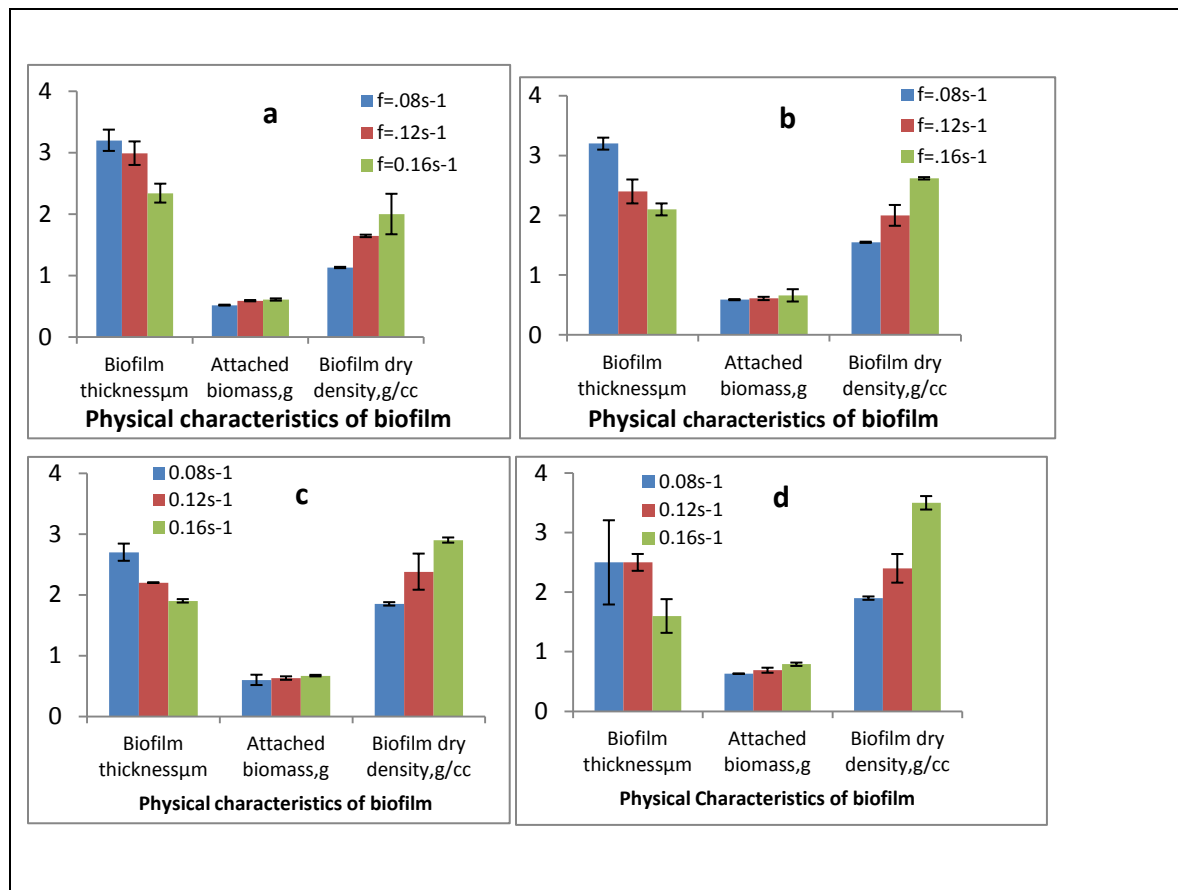 a
f=.08s-1
f=.12s-1
f=0.16s-1
4
3
2
1
0
Biofilm Attached Biofilm dry
thicknessµm biomass,g density,g/cc
Physical characteristics of biofilm
b
f=.08s-1
f=.12s-1
f=.16s-1
4
3
2
1
0
Biofilm Attached Biofilm dry
thicknessµm biomass,g density,g/cc
Physical characteristics of biofilm
c
0.08s-1
0.12s-1
0.16s-1
4
3
2
1
0
Biofilm Attached Biofilm dry
thicknessµm biomass,g density,g/cc
Physical characteristics of biofilm
d
0.08s-1
0.12s-1
0.16s-1
4
3
2
1
0
Biofilm Attached Biofilm dry
thicknessµm biomass,g density,g/cc
Physical Characteristics of biofilm